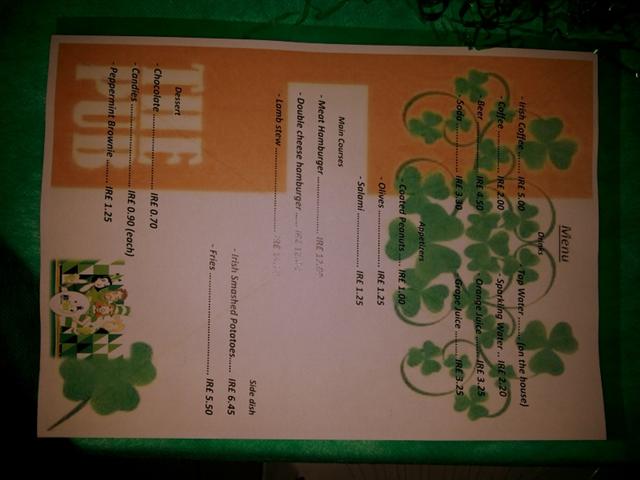 Menu
Drinks
- Irish Coffee........ IR£ 5.00
- Coffee ................ IR£ 2.00
- Beer ................... IR£ 4.50
- Soda................... IR£ 3.30
- Tap Water ......... (on the house)
- Sparkling Water .. IR£ 2.20
- Orange Juice ....... IR£ 3.25
- Grape Juice .......... IR£ 3.25
Appetizers
- Coated Peanuts ..... IR£ 1.00
- Olives ........................ IR£ 1.25
- Salami ....................... IR£ 1.25
Main Courses
- Meat Hamburger ...................... IR£
- Double cheese hamburger ...... IR£
- Lamb stew ................................ IR£
Side dish
- Irish Smashed Potatoes...... IR£ 6.45
- Fries ................................... IR£ 5.50
Dessert
- Chocolate ........................ IR£ 0.70
- Candies............................. IR£ 0.90 (each)
- Peppermint Brownie ........ IR£ 1.25
THE
PUB